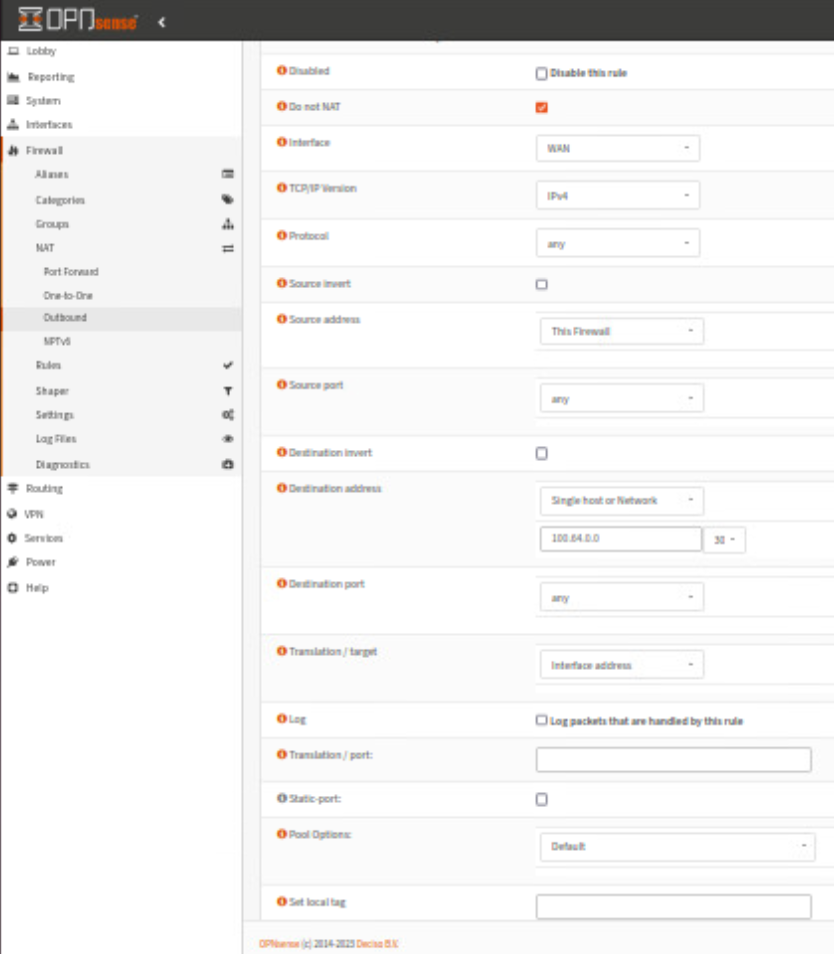 OPNsense
Lobby
Reporting
System
Interfaces
Firewall
Aliases
Categories
Groups
NAT
Port Forward
One-to-One
Outbound
NPTv6
Rules
Shaper
Settings
Log Files
Diagnostics
Routing
VPN
Services
Power
Help
Disabled
Disable this rule
Do not NAT
Interface
WAN
TCP/IP Version
IPv4
Protocol
any
Source invert
Source address
This Firewall
Source port
any
Destination invert
Destination address
Single host or Network
100.64.0.0
30
Destination port
any
Translation / target
Interface address
Log
Log packets that are handled by this rule
Translation / port:
Static-port:
Pool Options:
Default
Set local tag
OPNsense (c) 2014-2023 Deciso B.V.